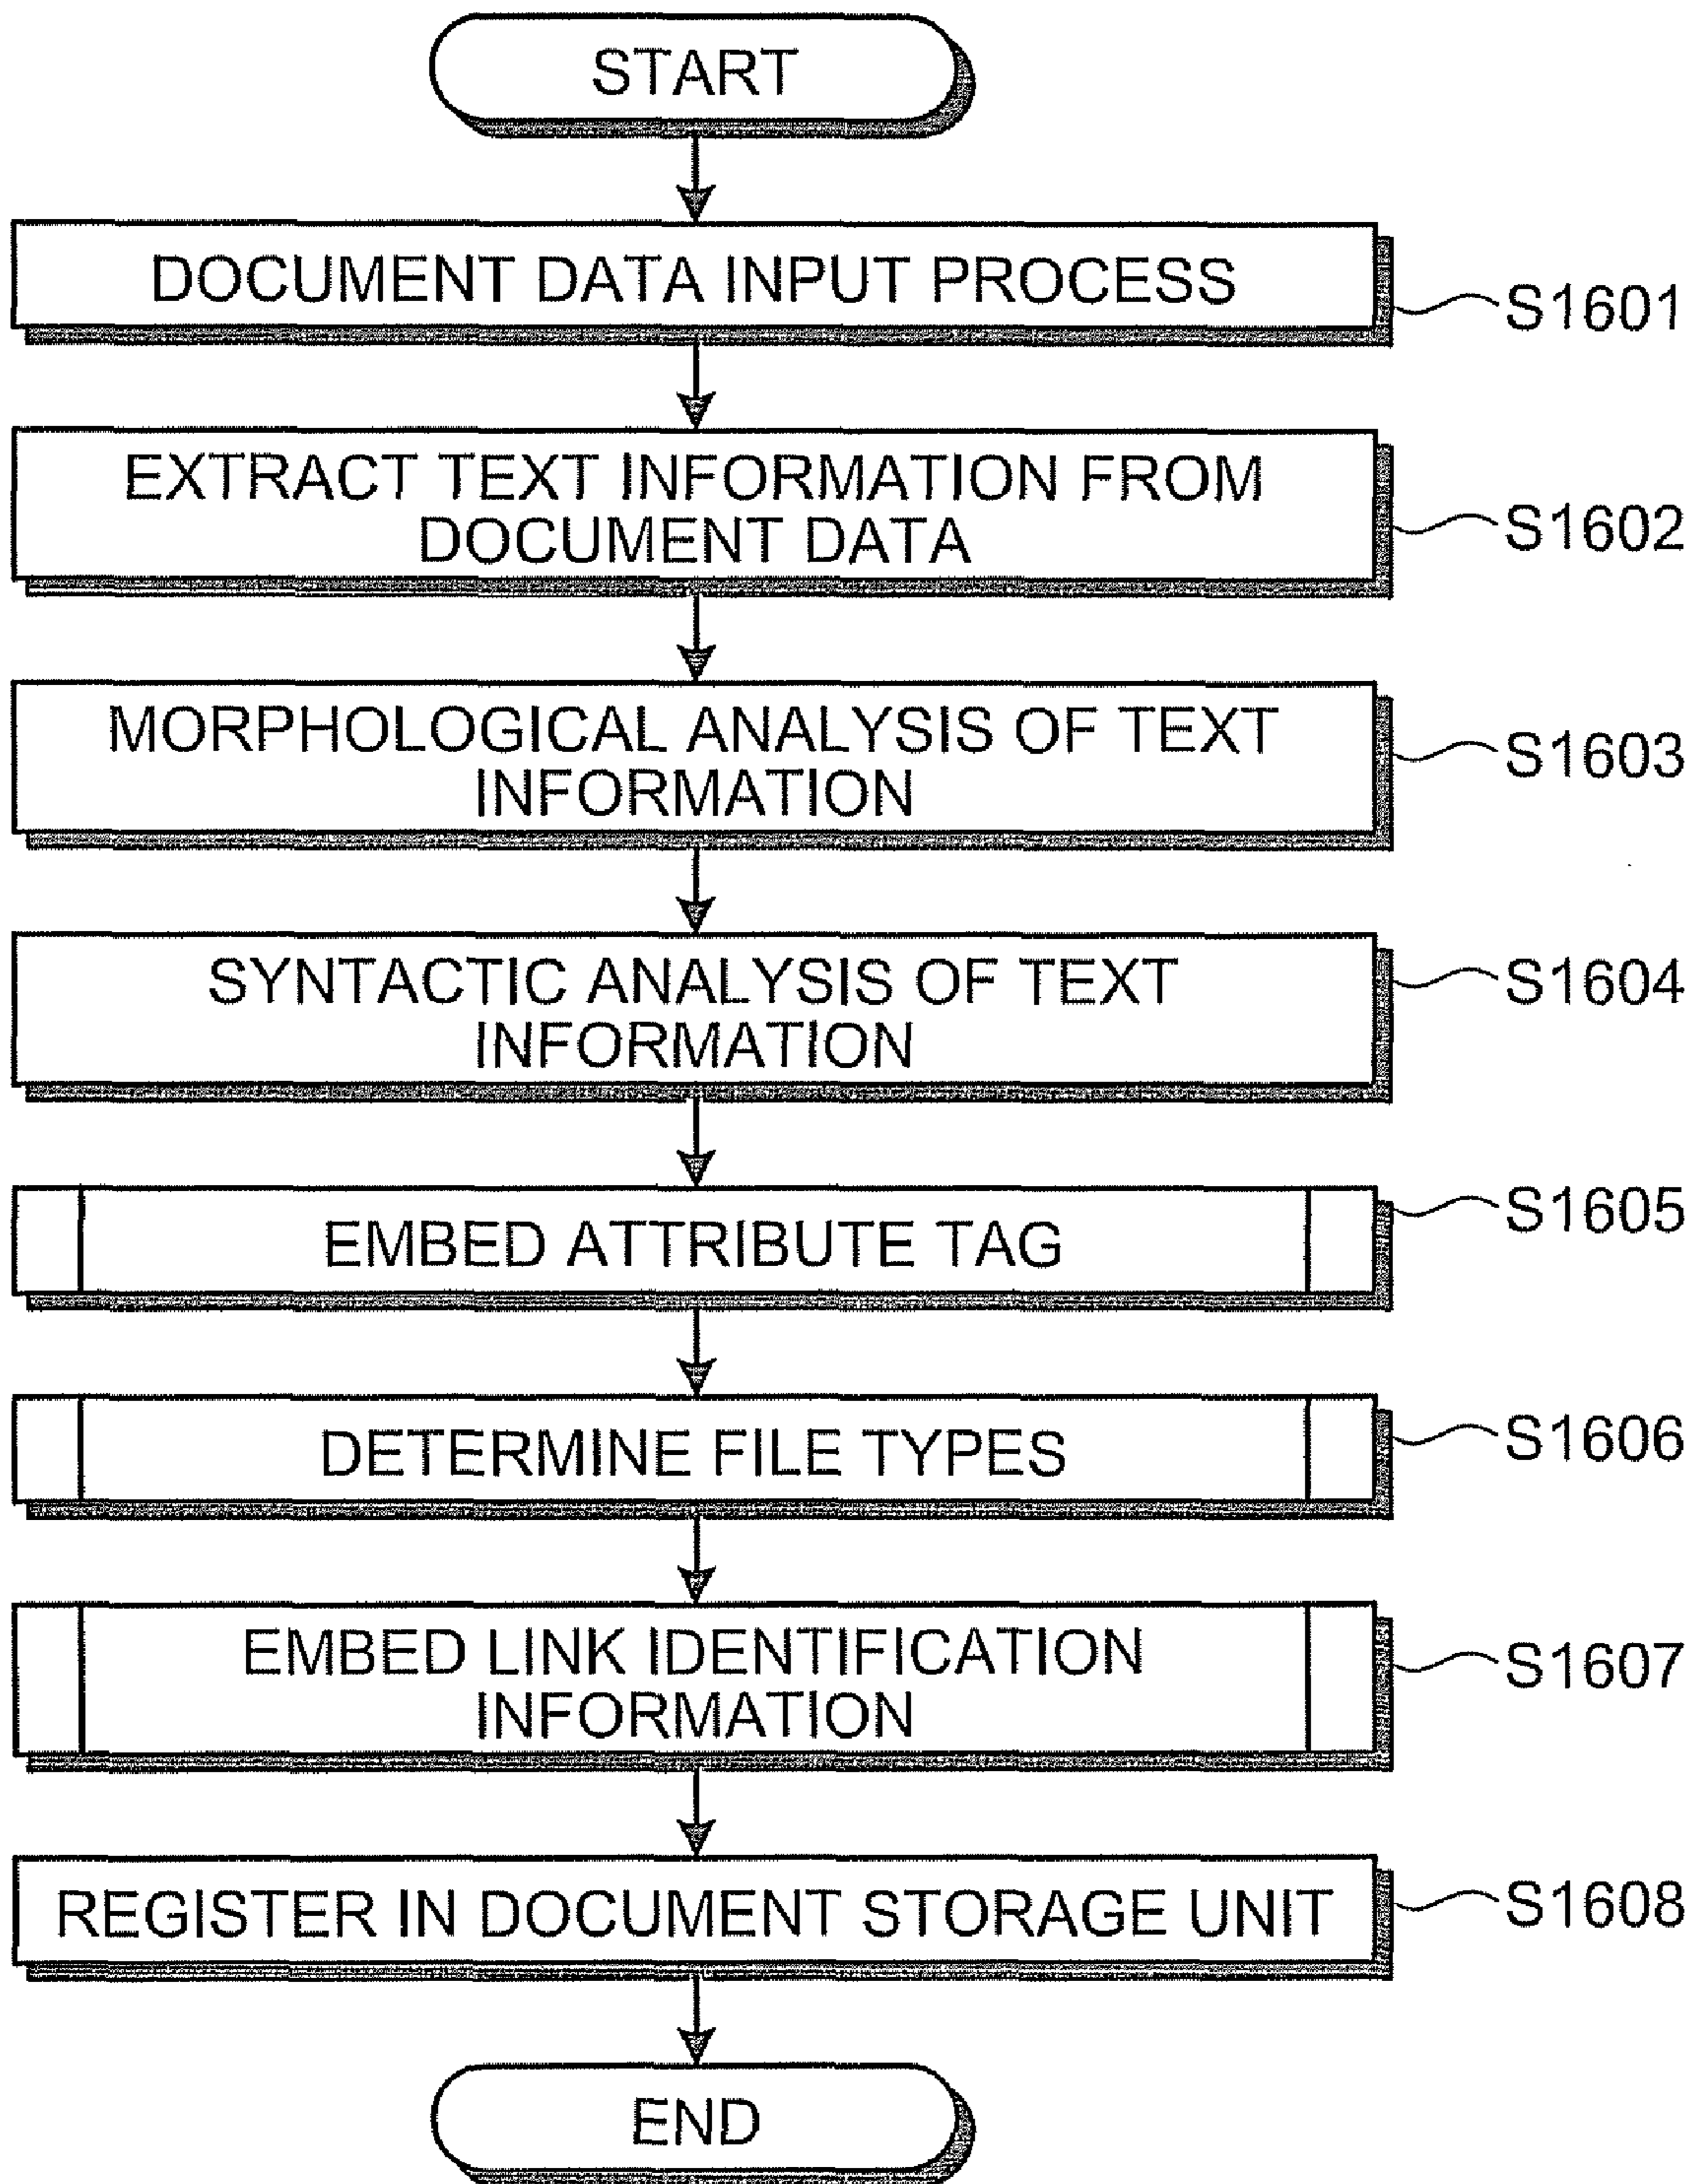 START
DOCUMENT DATA INPUT PROCESS
S1601
EXTRACT TEXT INFORMATION FROM
DOCUMENT DATA
S1602
MORPHOLOGICAL ANALYSIS OF TEXT
INFORMATION
S1603
SYNTACTIC ANALYSIS OF TEXT
INFORMATION
S1604
EMBED ATTRIBUTE TAG
S1605
DETERMINE FILE TYPES
S1606
EMBED LINK IDENTIFICATION
INFORMATION
S1607
REGISTER IN DOCUMENT STORAGE UNIT
S1608
END